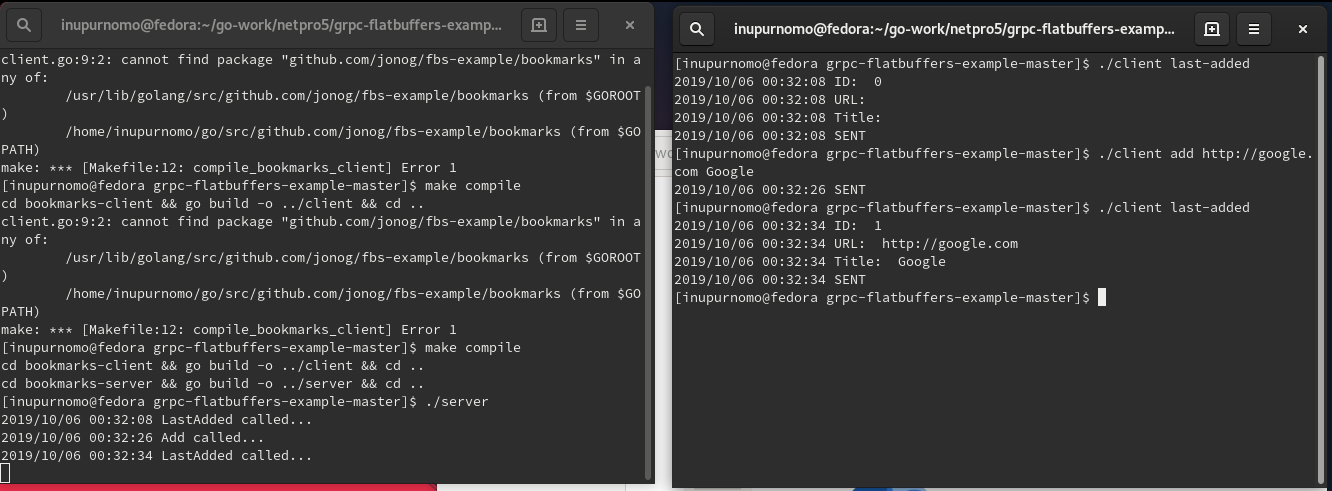 inupurnomo@fedora:~/go-work/netpro5/grpc-flatbuffers-example-mast...
client.go:9:2: cannot find package "github.com/jonog/fbs-example/bookmarks" in a
ny of:
        /usr/lib/golang/src/github.com/jonog/fbs-example/bookmarks (from $GOROOT
)
        /home/inupurnomo/go/src/github.com/jonog/fbs-example/bookmarks (from $GO
PATH)
make: *** [Makefile:12: compile_bookmarks_client] Error 1
[inupurnomo@fedora grpc-flatbuffers-example-master]$ make compile
cd bookmarks-client && go build -o ../client && cd ..
client.go:9:2: cannot find package "github.com/jonog/fbs-example/bookmarks" in a
ny of:
        /usr/lib/golang/src/github.com/jonog/fbs-example/bookmarks (from $GOROOT
)
        /home/inupurnomo/go/src/github.com/jonog/fbs-example/bookmarks (from $GO
PATH)
make: *** [Makefile:12: compile_bookmarks_client] Error 1
[inupurnomo@fedora grpc-flatbuffers-example-master]$ make compile
cd bookmarks-client && go build -o ../client && cd ..
cd bookmarks-server && go build -o ../server && cd ..
[inupurnomo@fedora grpc-flatbuffers-example-master]$ ./server
2019/10/06 00:32:08 LastAdded called...
2019/10/06 00:32:26 Add called...
2019/10/06 00:32:34 LastAdded called...
inupurnomo@fedora:~/go-work/netpro5/grpc-flatbuffers-examp...
[inupurnomo@fedora grpc-flatbuffers-example-master]$ ./client last-added
2019/10/06 00:32:08 ID:  0
2019/10/06 00:32:08 URL:
2019/10/06 00:32:08 Title:
2019/10/06 00:32:08 SENT
[inupurnomo@fedora grpc-flatbuffers-example-master]$ ./client add http://google.
com Google
2019/10/06 00:32:26 SENT
[inupurnomo@fedora grpc-flatbuffers-example-master]$ ./client last-added
2019/10/06 00:32:34 ID:  1
2019/10/06 00:32:34 URL:  http://google.com
2019/10/06 00:32:34 Title:  Google
2019/10/06 00:32:34 SENT
[inupurnomo@fedora grpc-flatbuffers-example-master]$